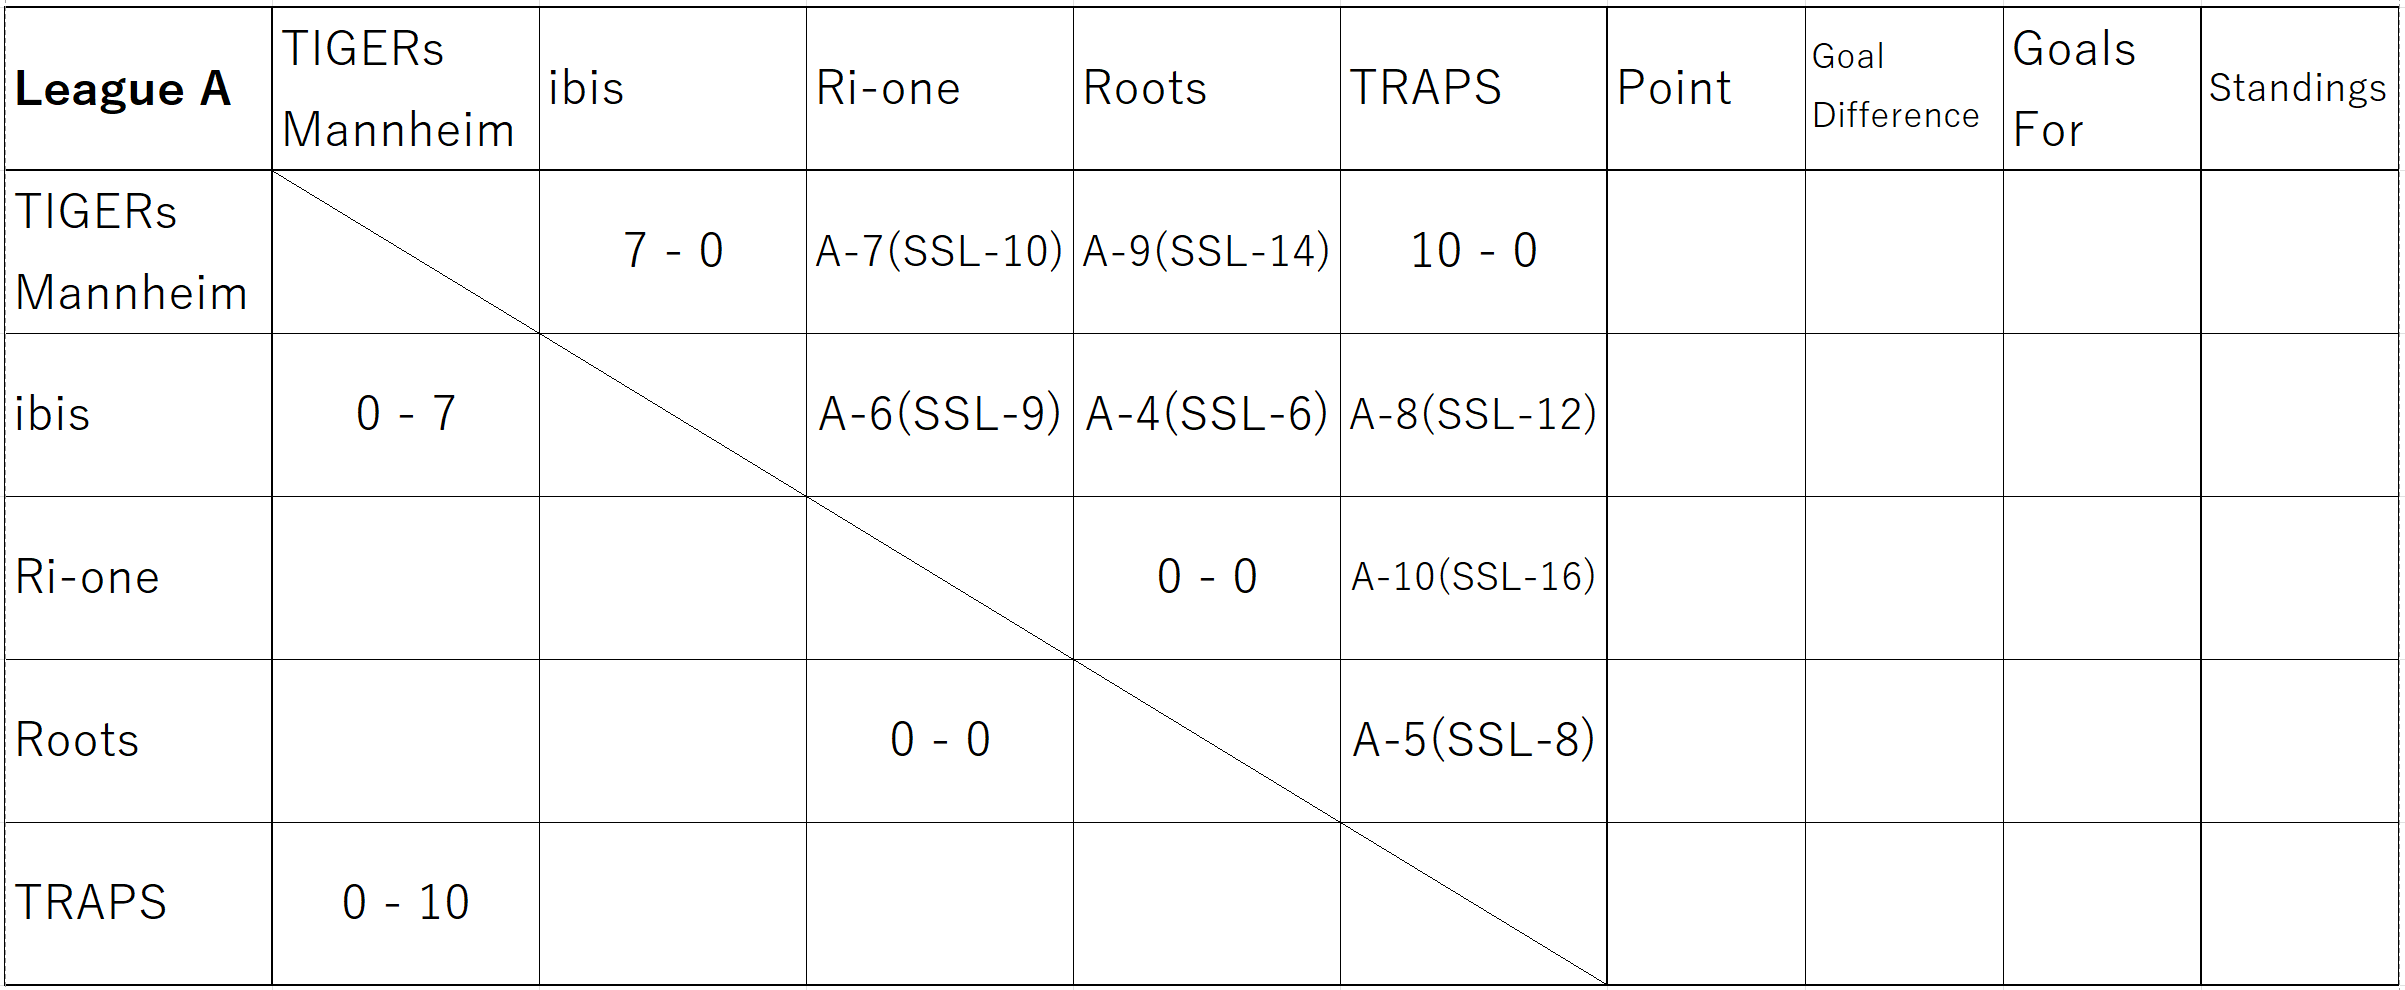 League A
TIGERs
Mannheim
ibis
Ri-one
Roots
TRAPS
Point
Goal
Difference
Goals
For
Standings
TIGERs
Mannheim
7 - 0
A-7(SSL-10)
A-9(SSL-14)
10 - 0
ibis
0 - 7
A-6(SSL-9)
A-4(SSL-6)
A-8(SSL-12)
Ri-one
0 - 0
A-10(SSL-16)
Roots
0 - 0
A-5(SSL-8)
TRAPS
0 - 10